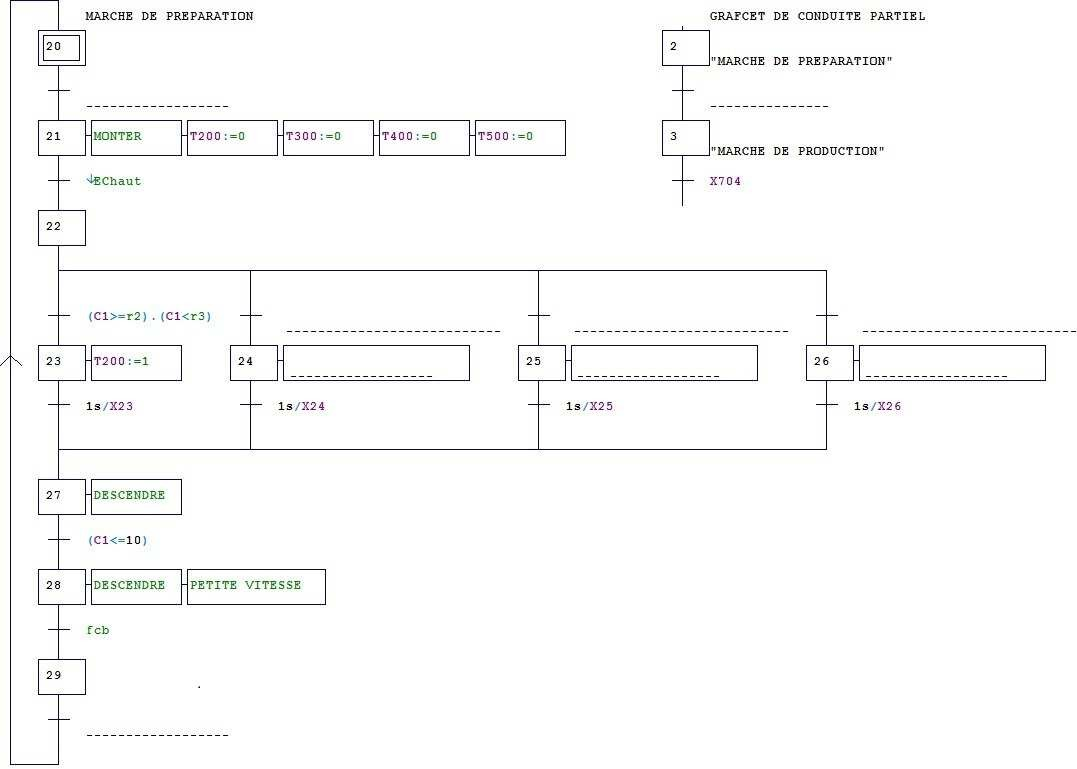 MARCHE DE PREPARATION
GRAFCET DE CONDUITE PARTIEL
20
2
"MARCHE DE PREPARATION"
------------------
---------------
21 MONTER T200:=0 T300:=0 T400:=0 T500:=0
3
"MARCHE DE PRODUCTION"
↓EChaut
X704
22
(C1>=r2).(C1<r3)
--------------------------- --------------------------- ---------------------------
23 T200:=1 24 25 26
------------------ ------------------ ------------------
1s/X23 1s/X24 1s/X25 1s/X26
27 DESCENDRE
(C1<=10)
28 DESCENDRE PETITE VITESSE
fcb
29
.
------------------